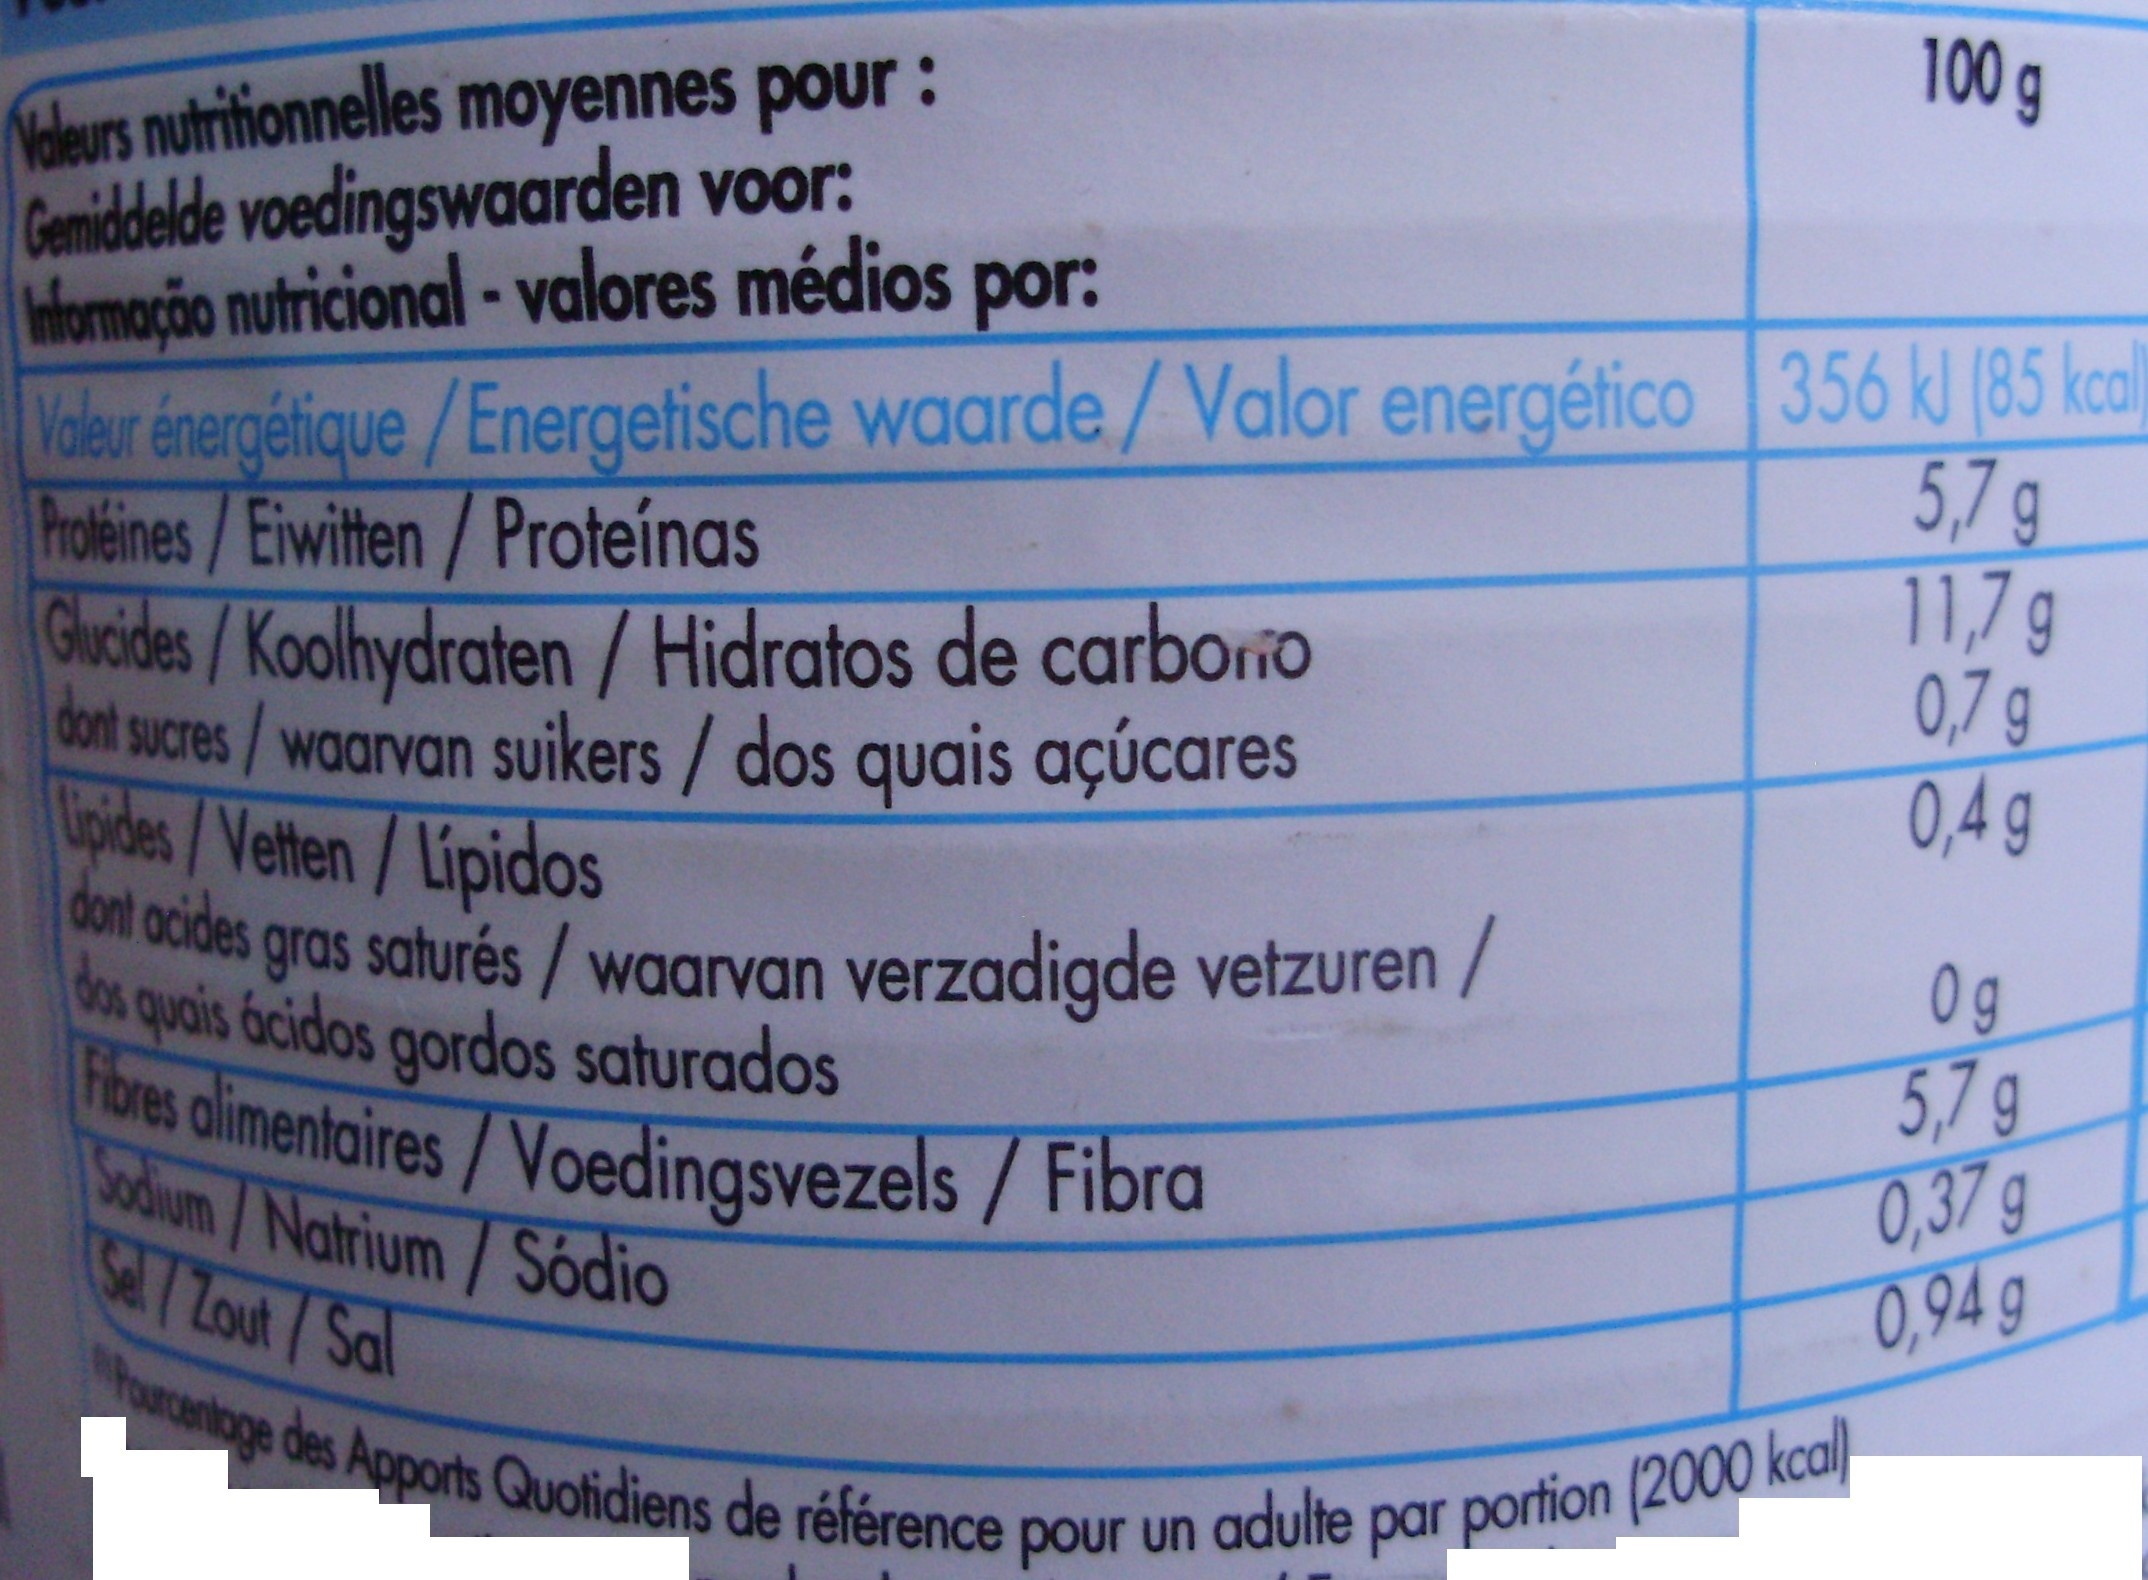 Valeurs nutritionnelles moyennes pour : 100 g
Gemiddelde voedingswaarden voor:
Informação nutricional - valores médios por:
Valeur énergétique / Energetische waarde / Valor energético 356 kJ (85 kcal)
Protéines / Eiwitten / Proteínas 5,7 g
Glucides / Koolhydraten / Hidratos de carbono 11,7 g
dont sucres / waarvan suikers / dos quais açúcares 0,7 g
Lipides / Vetten / Lípidos 0,4 g
dont acides gras saturés / waarvan verzadigde vetzuren /
dos quais ácidos gordos saturados 0 g
Fibres alimentaires / Voedingsvezels / Fibra 5,7 g
Sodium / Natrium / Sódio 0,37 g
Sel / Zout / Sal 0,94 g
Pourcentage des Apports Quotidiens de référence pour un adulte par portion (2000 kcal)